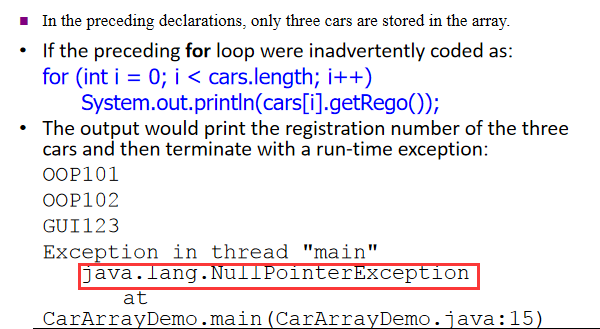 In the preceding declarations, only three cars are stored in the array.
If the preceding for loop were inadvertently coded as:
for (int i = 0; i < cars.length; i++)
System.out.println(cars[i].getRego());
The output would print the registration number of the three
cars and then terminate with a run-time exception:
OOP101
OOP102
GUI123
Exception in thread "main"
java.lang.NullPointerException
at
CarArrayDemo.main(CarArrayDemo.java:15)